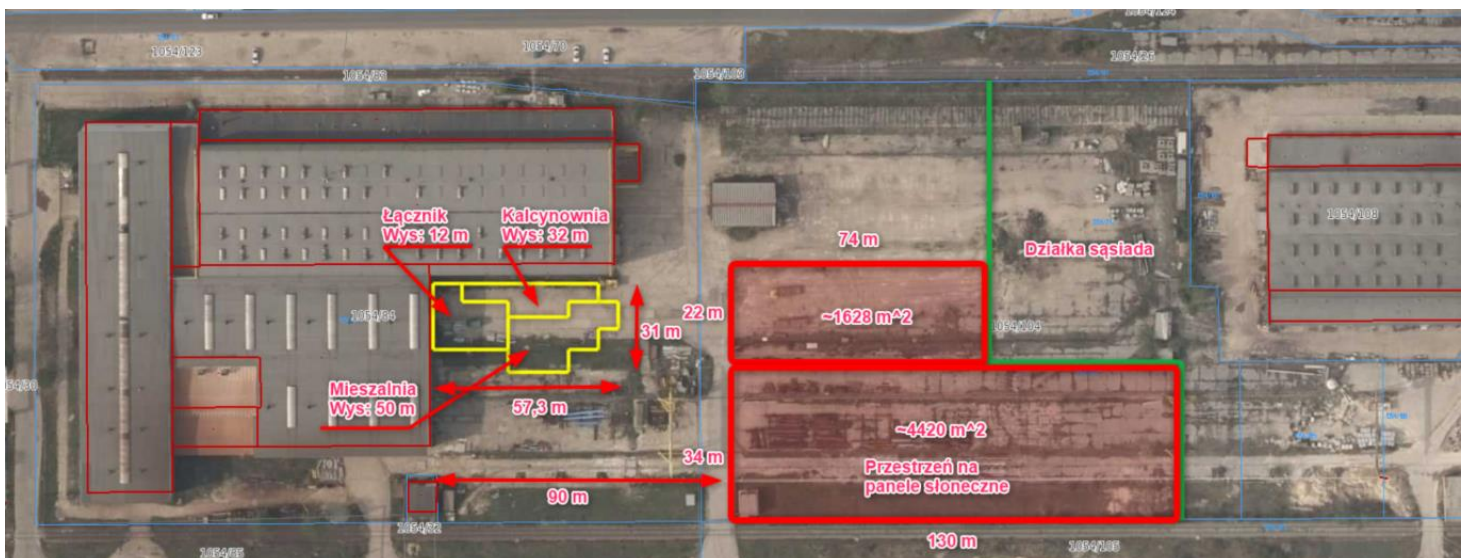 1054/123
1054/70
1054/26
1054/83
1054/103
Łącznik
Wys: 12 m
Kalcynownia
Wys: 32 m
74 m
Działka sąsiada
1054/108
22 m
~1628 m^2
1054/84
31 m
1054/104
Mieszalnia
Wys: 50 m
57,3 m
~4420 m^2
34 m
Przestrzeń na
panele słoneczne
90 m
1054/22
130 m
1054/85
1054/105